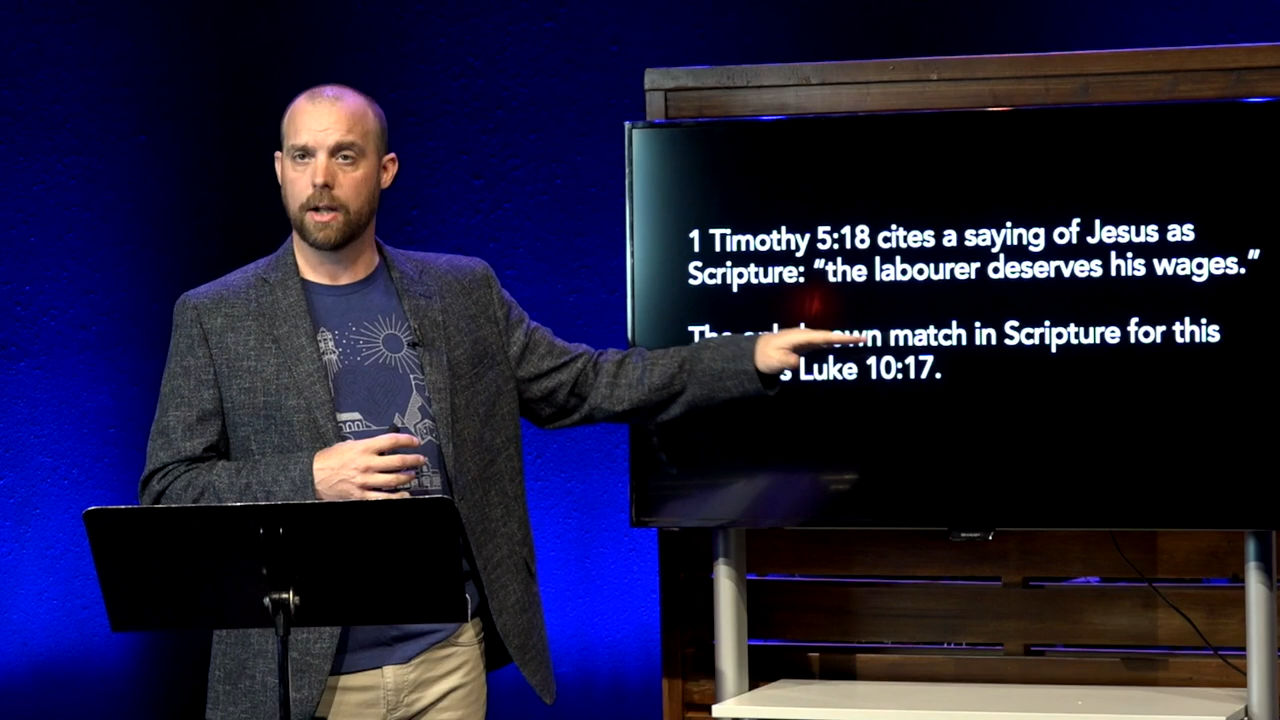 1 Timothy 5:18 cites a saying of Jesus as
Scripture: “the labourer deserves his wages.”
match in Scripture for this
Luke 10:17.